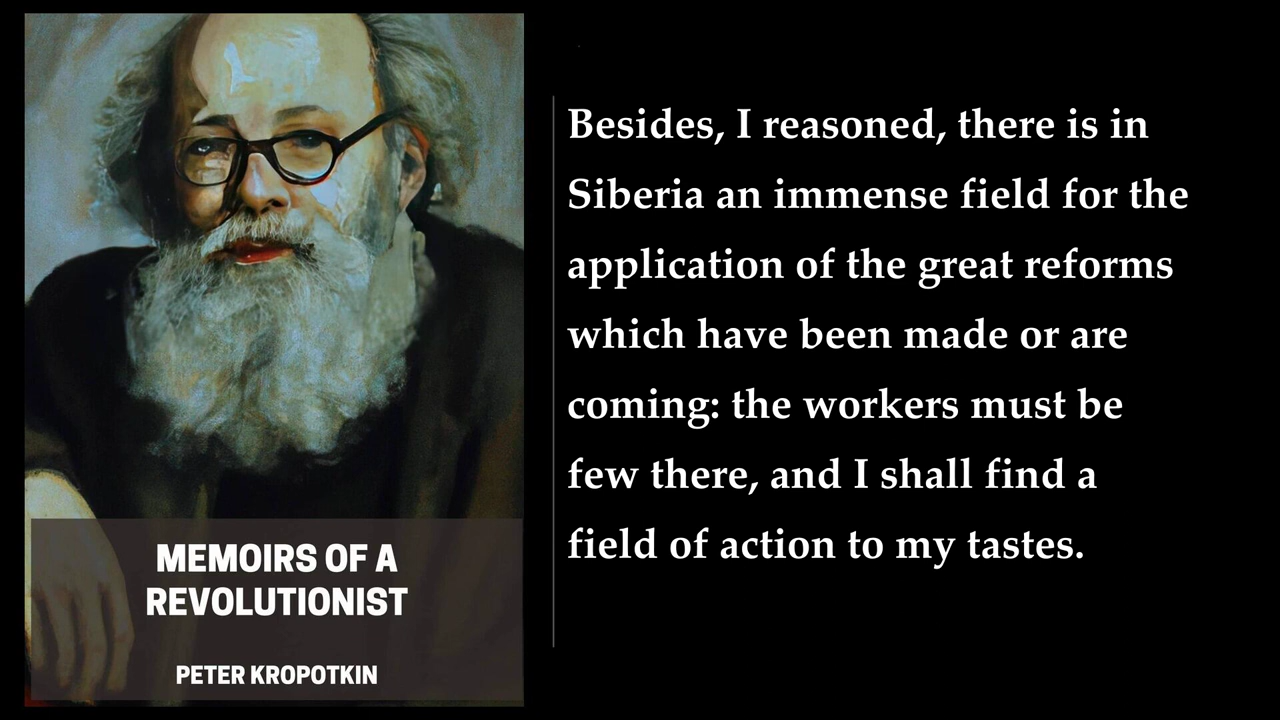 MEMOIRS OF A
REVOLUTIONIST
PETER KROPOTKIN
Besides, I reasoned, there is in
Siberia an immense field for the
application of the great reforms
which have been made or are
coming: the workers must be
few there, and I shall find a
field of action to my tastes.